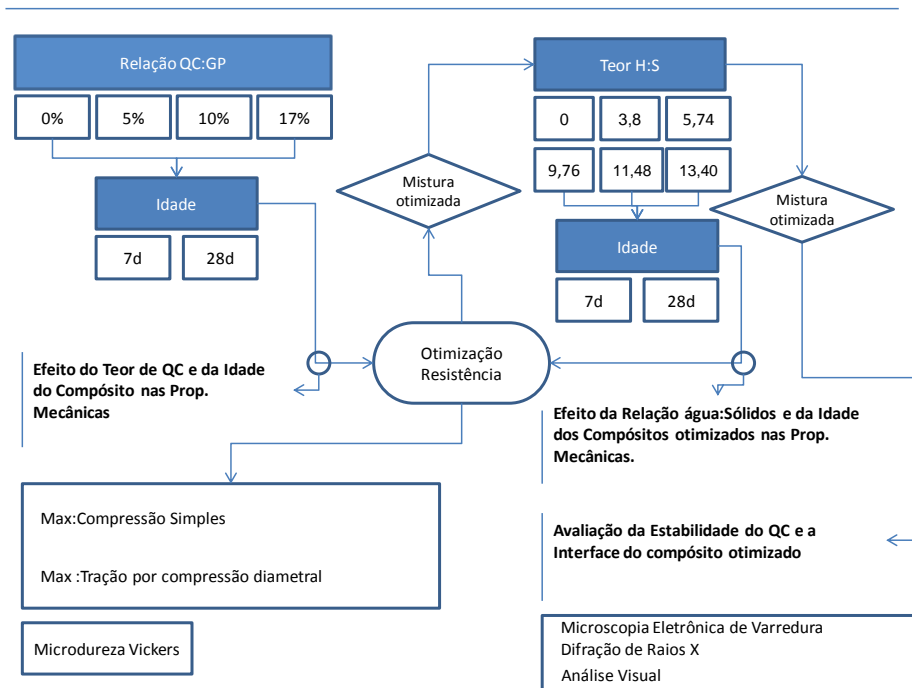 Relação QC:GP
0%
5%
10%
17%
Idade
7d
28d
Mistura
otimizada
Teor H:S
0
3,8
5,74
9,76
11,48
13,40
Idade
7d
28d
Mistura
otimizada
Otimização
Resistência
Efeito do Teor de QC e da Idade
do Compósito nas Prop.
Mecânicas
Efeito da Relação água:Sólidos e da Idade
dos Compósitos otimizados nas Prop.
Mecânicas.
Max:Compressão Simples
Max :Tração por compressão diametral
Microdureza Vickers
Avaliação da Estabilidade do QC e a
Interface do compósito otimizado
Microscopia Eletrônica de Varredura
Difração de Raios X
Análise Visual